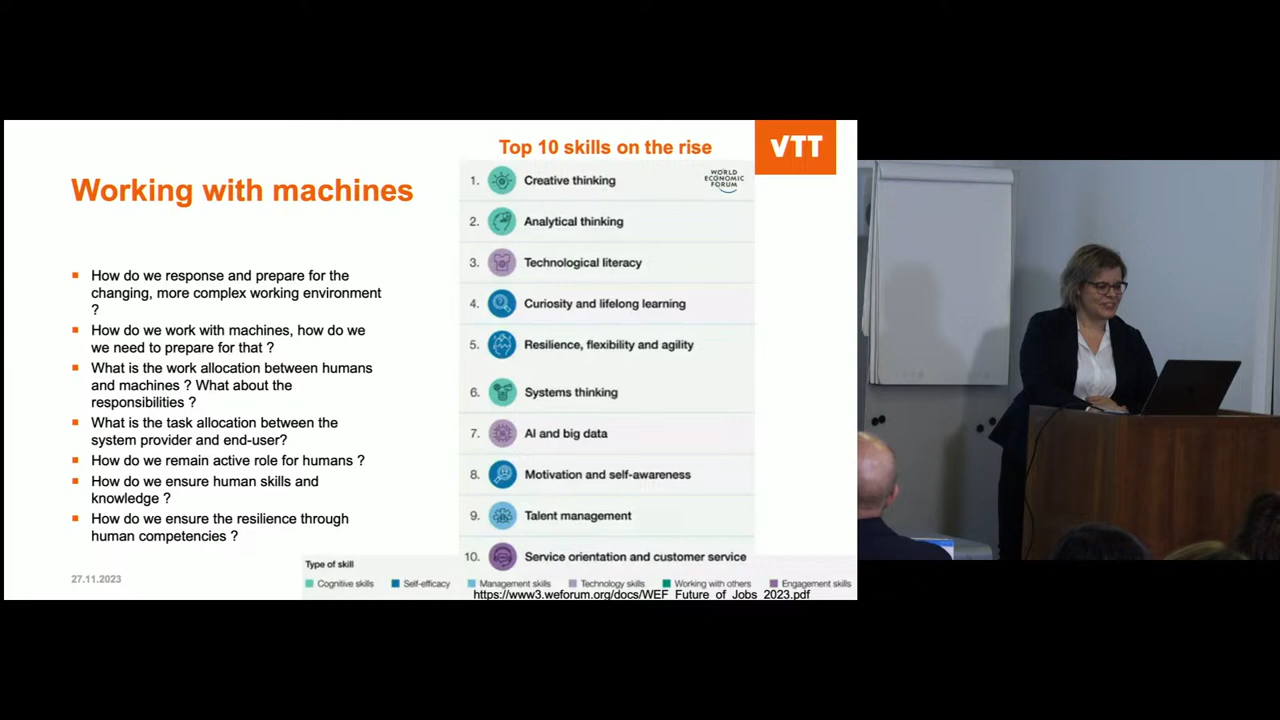 Working with machines
How do we response and prepare for the
changing, more complex working environment
?
How do we work with machines, how do we
we need to prepare for that ?
What is the work allocation between humans
and machines ? What about the
responsibilities ?
What is the task allocation between the
system provider and end-user?
How do we remain active role for humans ?
How do we ensure human skills and
knowledge ?
How do we ensure the resilience through
human competencies ?
27.11.2023
Top 10 skills on the rise
VTT
WORLD
ECONOMIC
FORUM
1. Creative thinking
2. Analytical thinking
3. Technological literacy
4. Curiosity and lifelong learning
5. Resilience, flexibility and agility
6. Systems thinking
7. AI and big data
8. Motivation and self-awareness
9. Talent management
10. Service orientation and customer service
Type of skill
Cognitive skills Self-efficacy Management skills Technology skills Working with others Engagement skills
https://www3.weforum.org/docs/WEF_Future_of_Jobs_2023.pdf